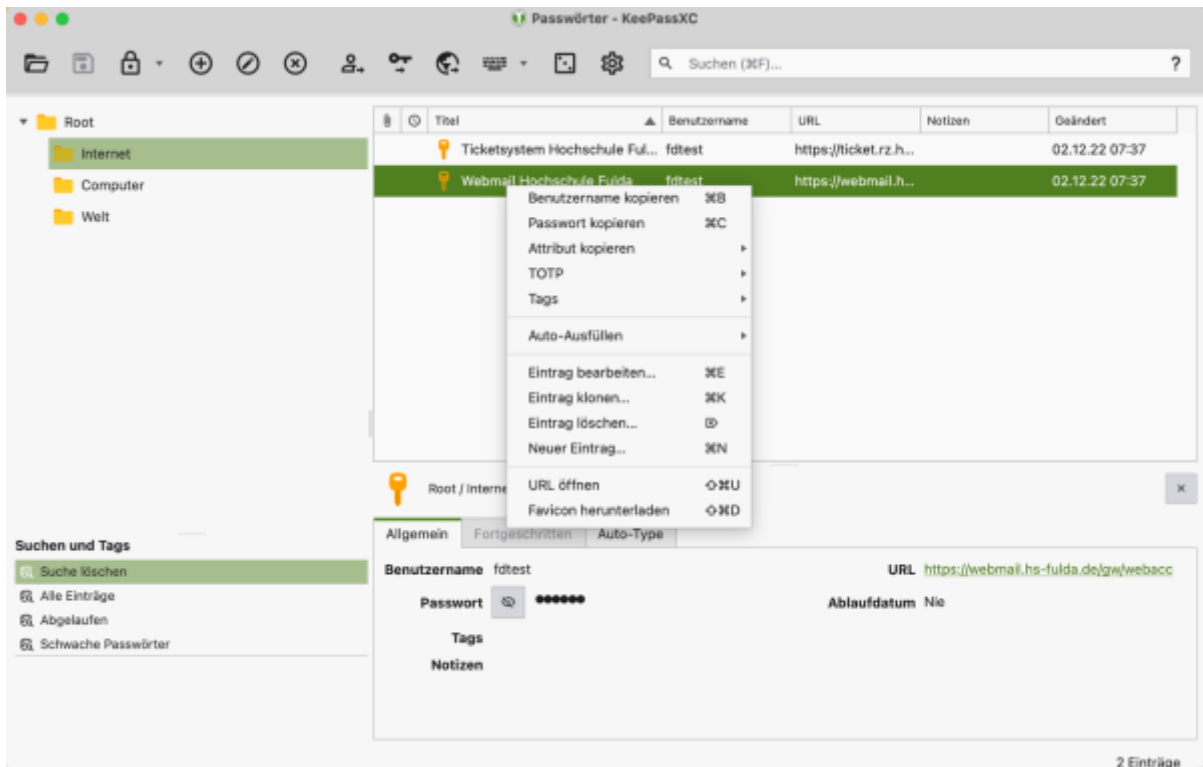 Passwörter - KeePassXC
Suchen (⌘F)... ?
Root
Internet
Computer
Welt
Titel Benutzername URL Notizen Geändert
Ticketsystem Hochschule Ful... fdtest https://ticket.rz.h... 02.12.22 07:37
Webmail Hochschule Fulda fdtest https://webmail.h... 02.12.22 07:37
Benutzername kopieren ⌘B
Passwort kopieren ⌘C
Attribut kopieren
TOTP
Tags
Auto-Ausfüllen
Eintrag bearbeiten... ⌘E
Eintrag klonen... ⌘K
Eintrag löschen... ⌦
Neuer Eintrag... ⌘N
URL öffnen ⇧⌘U
Favicon herunterladen ⇧⌘D
Root / Interne
Allgemein Fortgeschritten Auto-Type
Benutzername fdtest URL https://webmail.hs-fulda.de/gw/webacc
Passwort ●●●●●● Ablaufdatum Nie
Tags
Notizen
Suchen und Tags
Suche löschen
Alle Einträge
Abgelaufen
Schwache Passwörter
2 Einträge